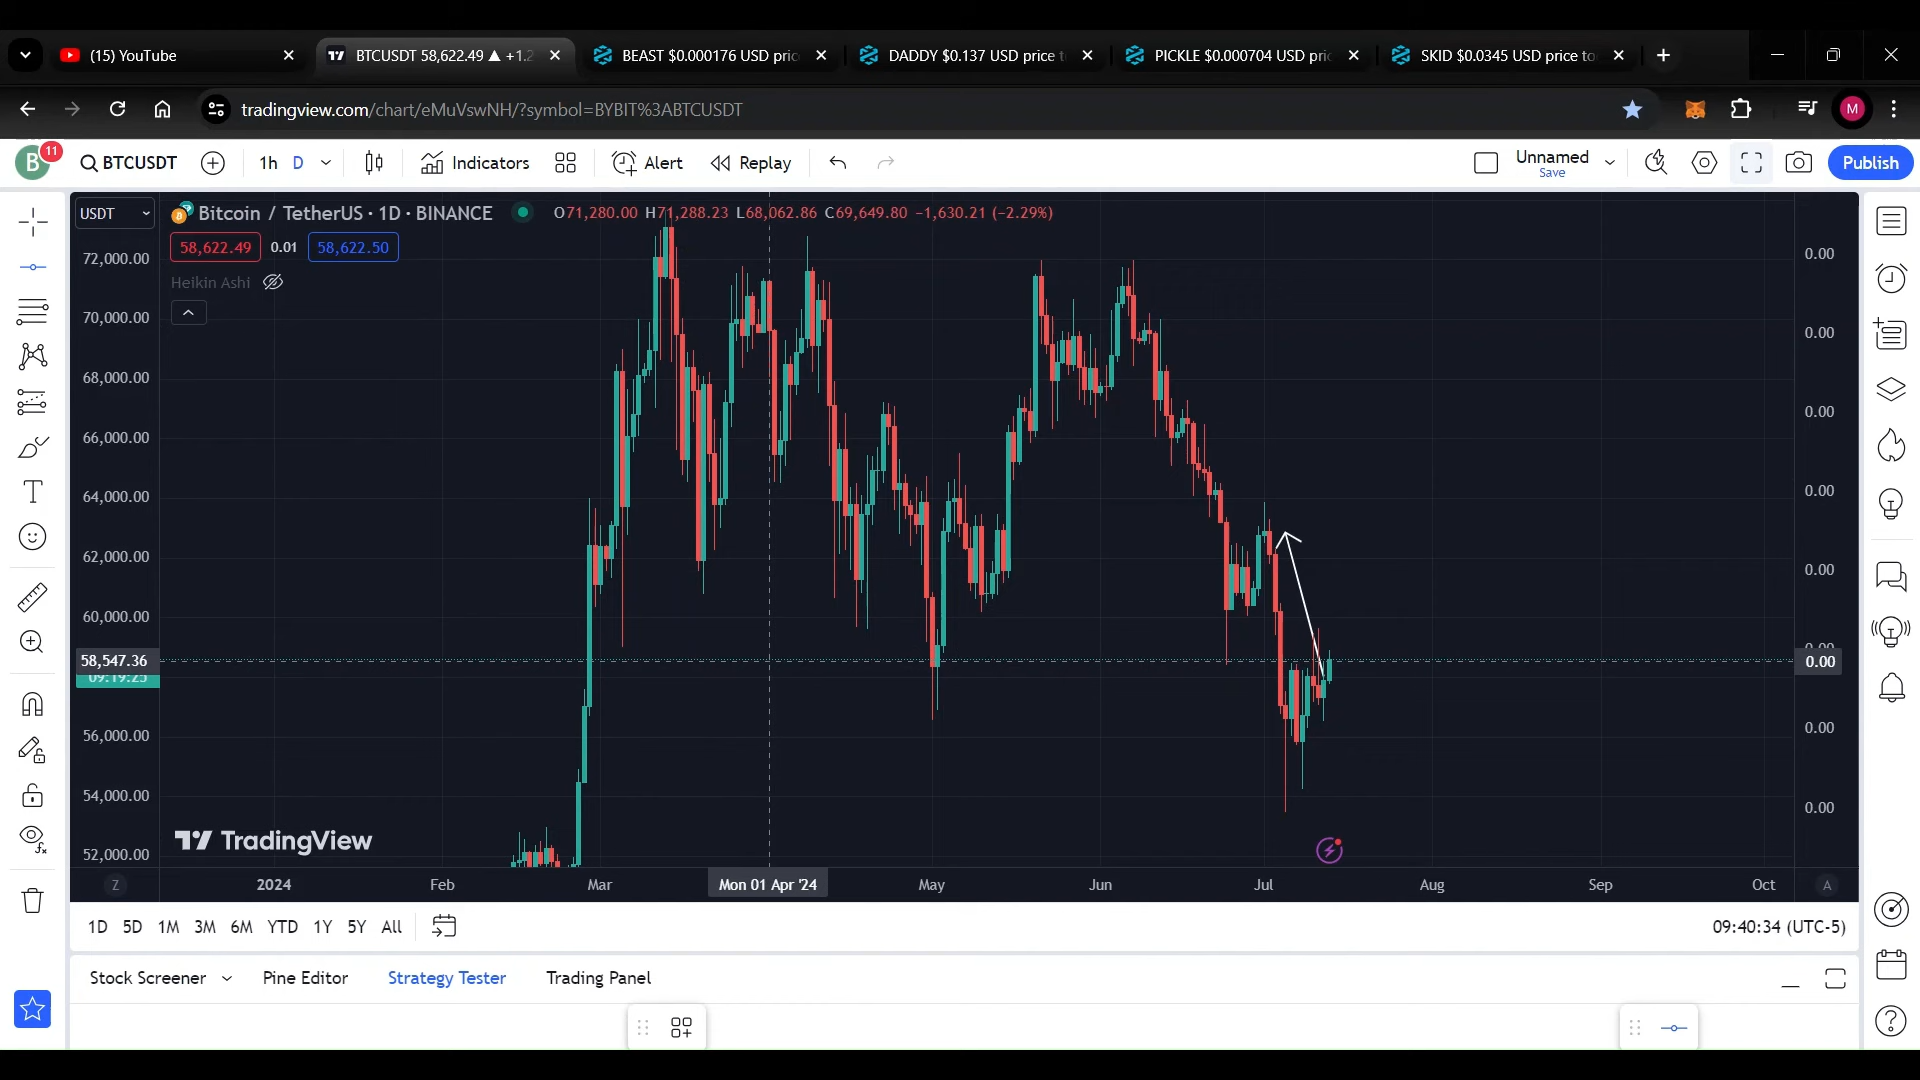 (15) YouTube
BTCUSDT 58,622.49 ▲ +1.2
BEAST $0.000176 USD pric
DADDY $0.137 USD price t
PICKLE $0.000704 USD pri
SKID $0.0345 USD price to
tradingview.com/chart/eMuVswNH/?symbol=BYBIT%3ABTCUSDT
M
B
11
BTCUSDT
1h
D
Indicators
Alert
Replay
Unnamed
Save
Publish
USDT
Bitcoin / TetherUS · 1D · BINANCE
O71,280.00 H71,288.23 L68,062.86 C69,649.80 −1,630.21 (−2.29%)
58,622.49
0.01
58,622.50
Heikin Ashi
72,000.00
70,000.00
68,000.00
66,000.00
64,000.00
62,000.00
60,000.00
58,547.36
09:19:25
56,000.00
54,000.00
52,000.00
0.00
0.00
0.00
0.00
0.00
0.00
0.00
0.00
0.00
TradingView
Z
2024
Feb
Mar
Mon 01 Apr '24
May
Jun
Jul
Aug
Sep
Oct
A
1D
5D
1M
3M
6M
YTD
1Y
5Y
All
09:40:34 (UTC-5)
Stock Screener
Pine Editor
Strategy Tester
Trading Panel